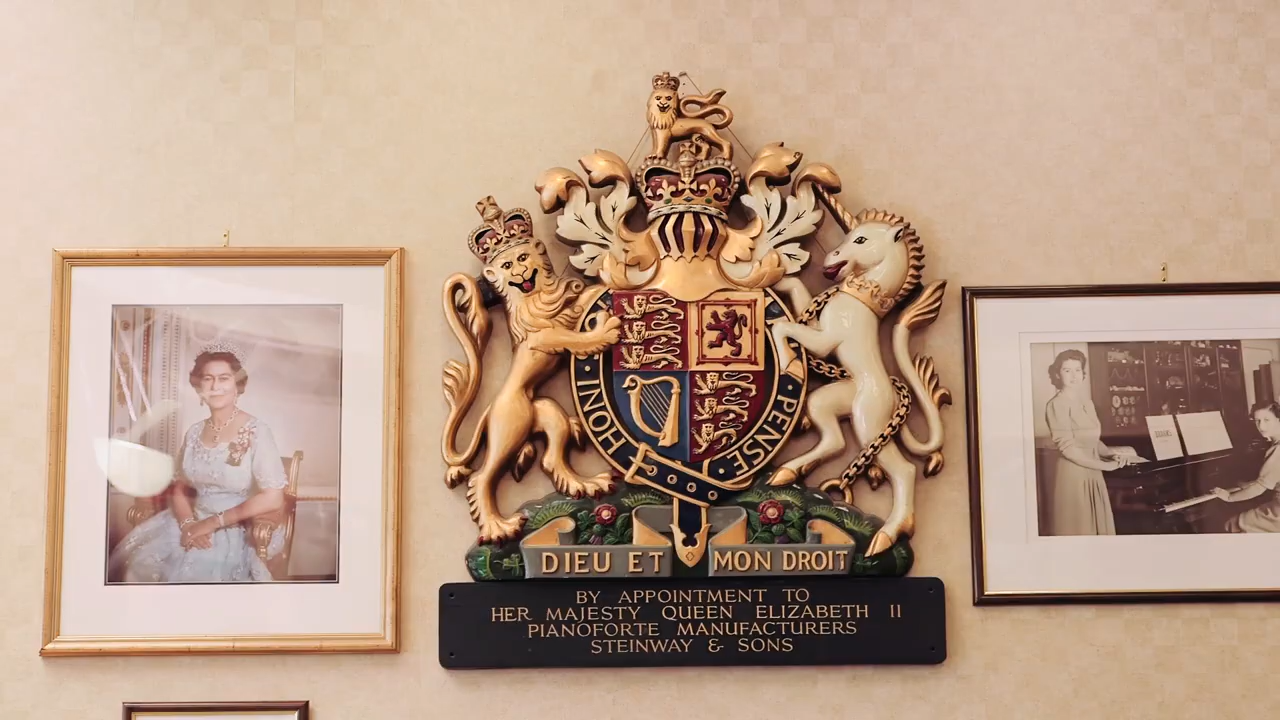 HONI
PENSE
DIEU ET MON DROIT
BY APPOINTMENT TO
HER MAJESTY QUEEN ELIZABETH II
PIANOFORTE MANUFACTURERS
STEINWAY & SONS